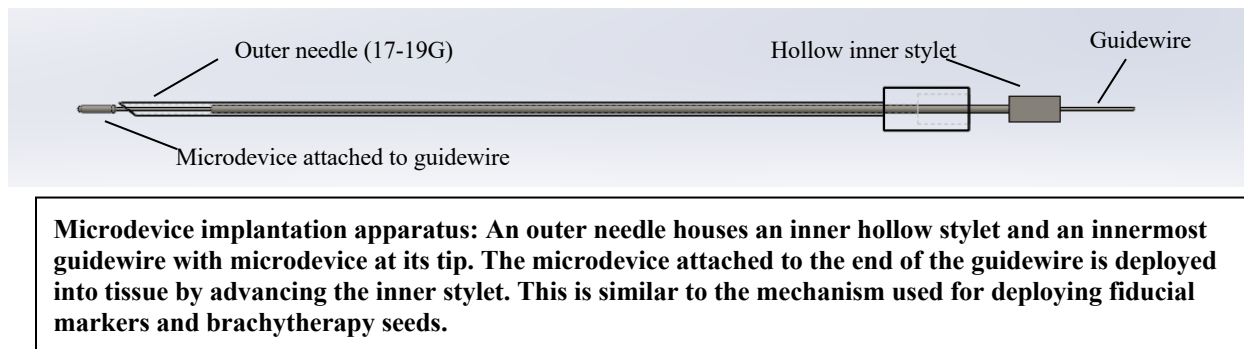 Outer needle (17-19G)
Hollow inner stylet
Guidewire
Microdevice attached to guidewire
Microdevice implantation apparatus: An outer needle houses an inner hollow stylet and an innermost
guidewire with microdevice at its tip. The microdevice attached to the end of the guidewire is deployed
into tissue by advancing the inner stylet. This is similar to the mechanism used for deploying fiducial
markers and brachytherapy seeds.